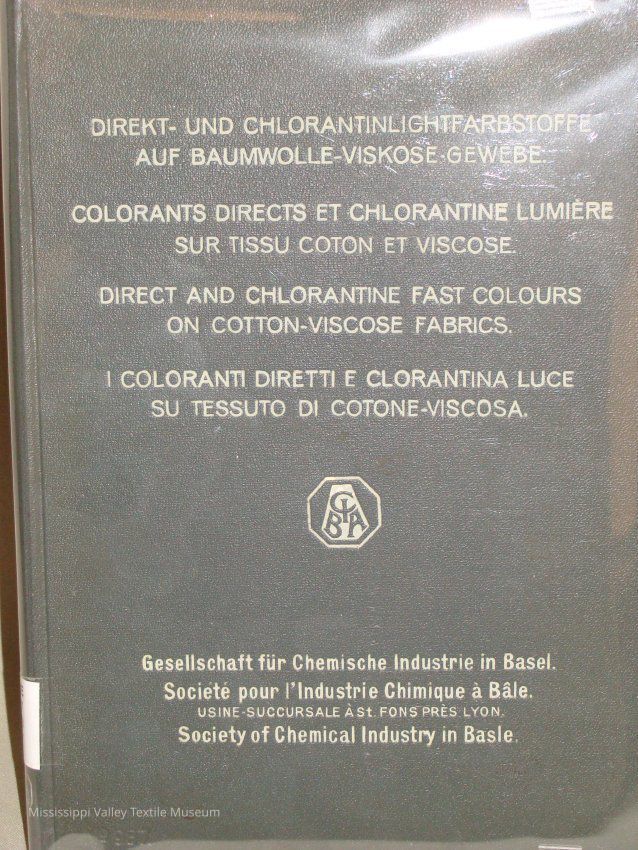 DIREKT- UND CHLORANTINLICHTFARBSTOFFE
AUF BAUMWOLLE-VISKOSE-GEWEBE.
COLORANTS DIRECTS ET CHLORANTINE LUMIÈRE
SUR TISSU COTON ET VISCOSE.
DIRECT AND CHLORANTINE FAST COLOURS
ON COTTON-VISCOSE FABRICS.
I COLORANTI DIRETTI E CLORANTINA LUCE
SU TESSUTO DI COTONE-VISCOSA.
CIBA
Gesellschaft für Chemische Industrie in Basel.
Société pour l'Industrie Chimique à Bâle.
USINE-SUCCURSALE À St. FONS PRÈS LYON.
Society of Chemical Industry in Basle.
Mississippi Valley Textile Museum